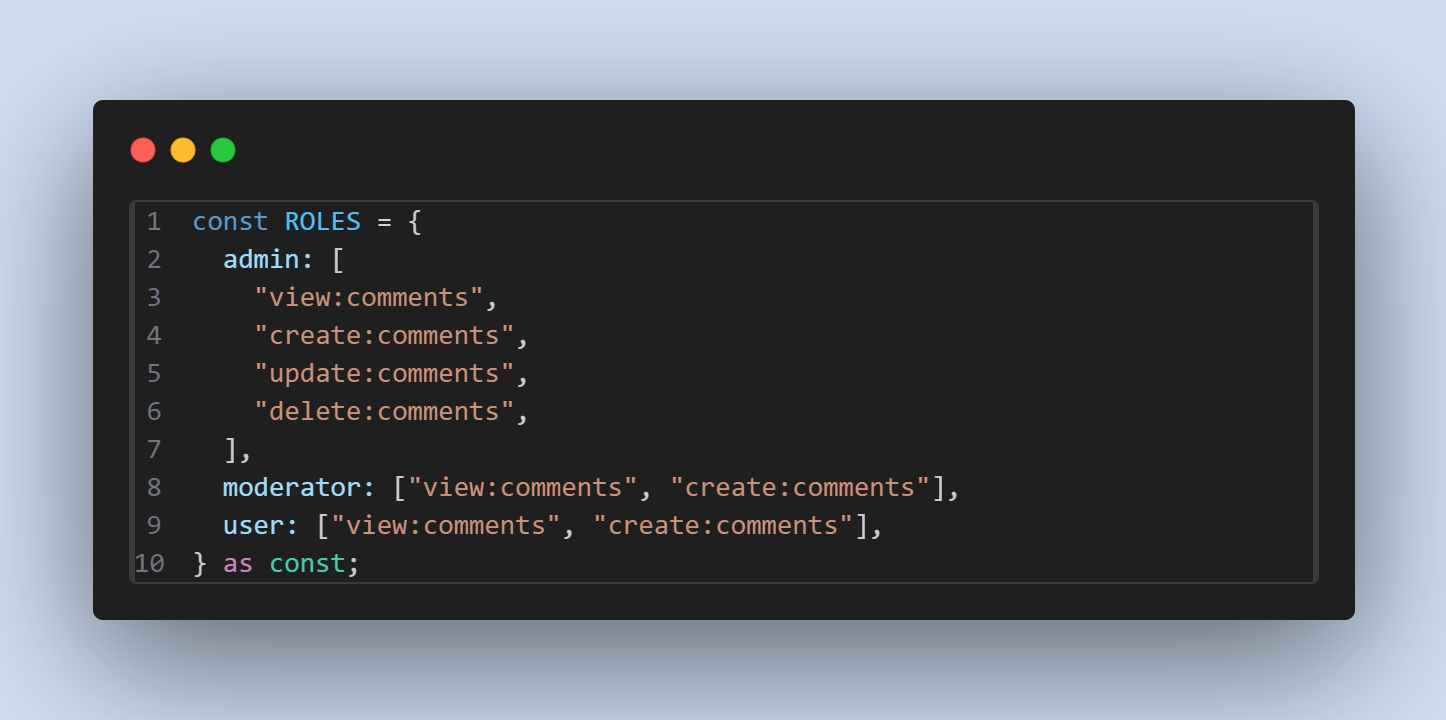 1 const ROLES = {
2   admin: [
3     "view:comments",
4     "create:comments",
5     "update:comments",
6     "delete:comments",
7   ],
8   moderator: ["view:comments", "create:comments"],
9   user: ["view:comments", "create:comments"],
10 } as const;